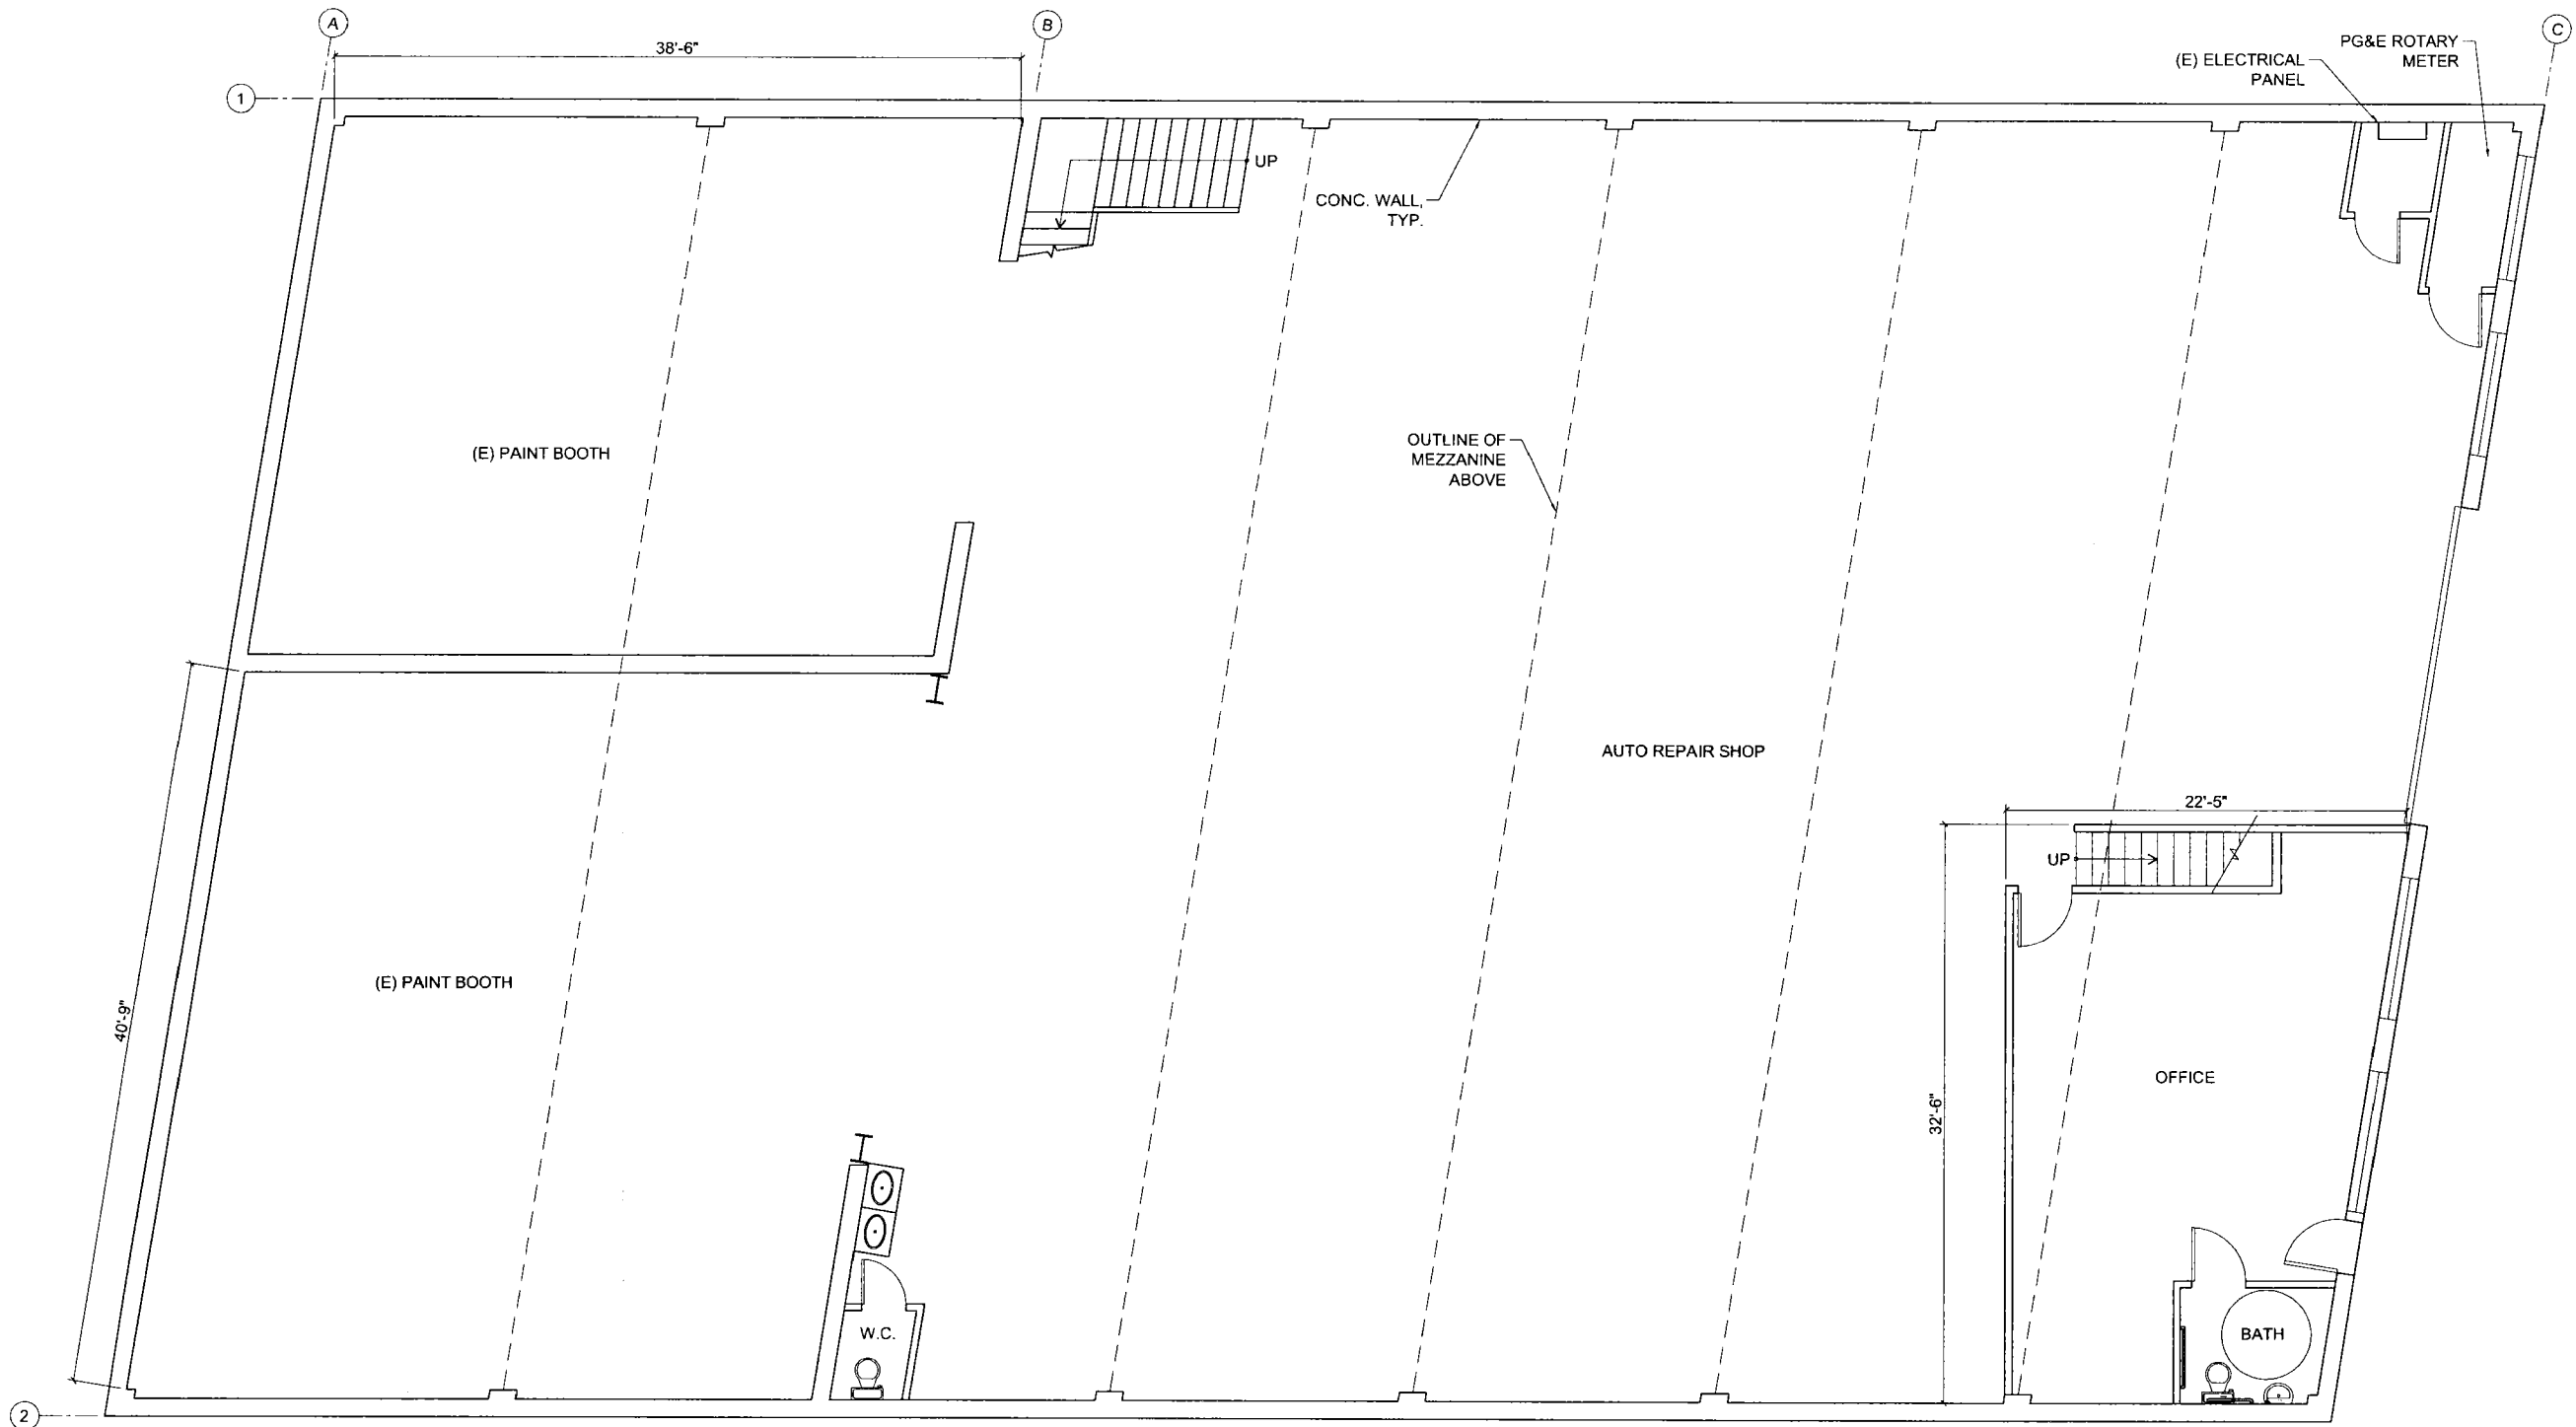 A
B
C
38'-6"
PG&E ROTARY
METER
(E) ELECTRICAL
PANEL
1
UP
CONC. WALL,
TYP.
(E) PAINT BOOTH
OUTLINE OF
MEZZANINE
ABOVE
AUTO REPAIR SHOP
22'-5"
UP
(E) PAINT BOOTH
40'-9"
OFFICE
32'-6"
W.C.
BATH
2